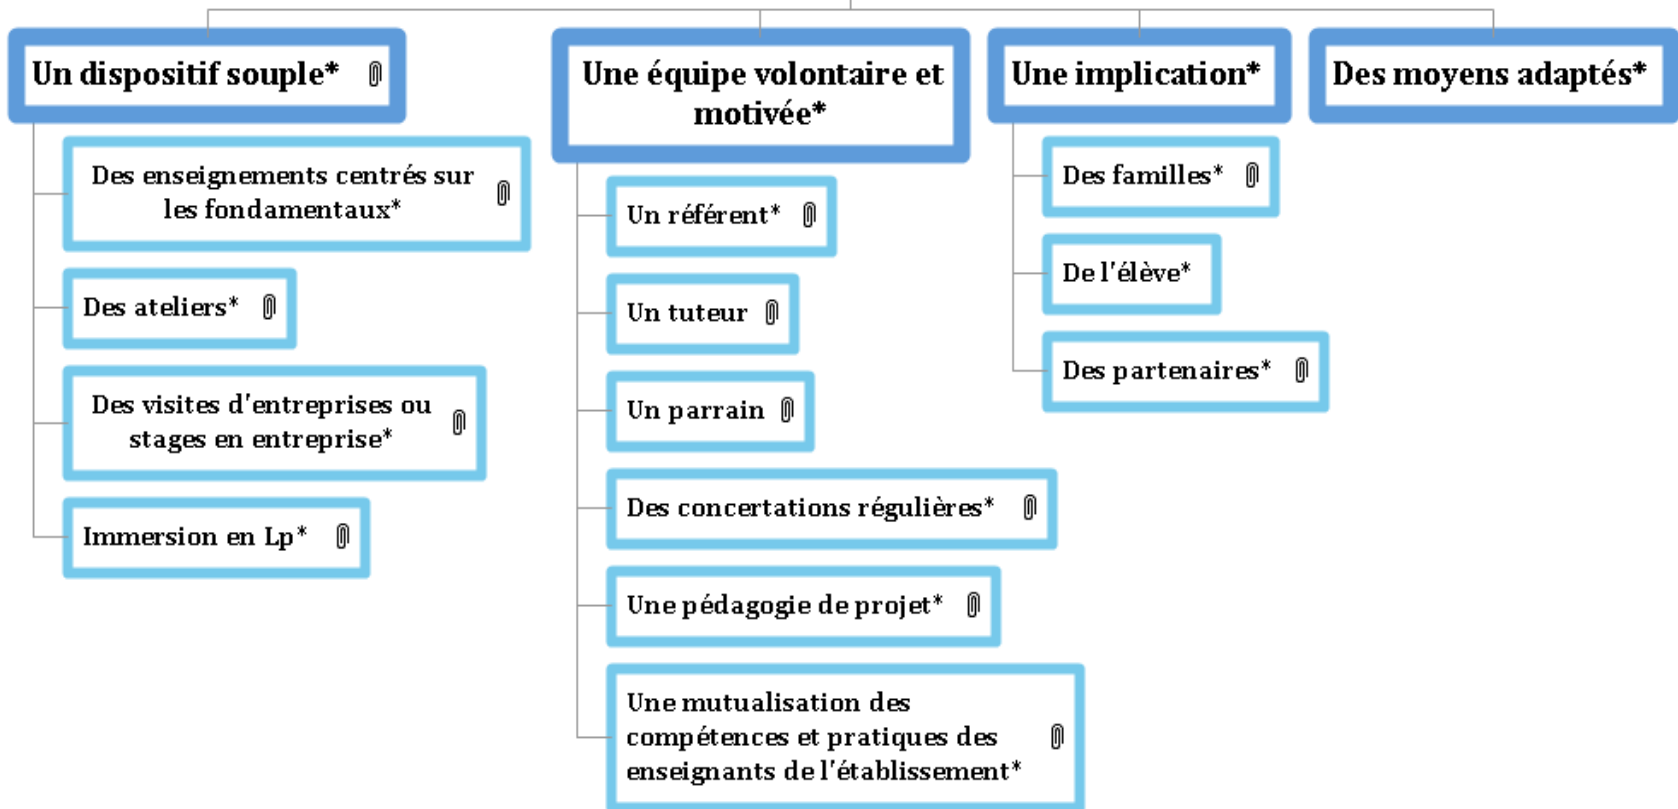 Un dispositif souple*
Des enseignements centrés sur
les fondamentaux*
Des ateliers*
Des visites d'entreprises ou
stages en entreprise*
Immersion en Lp*
Une équipe volontaire et
motivée*
Un référent*
Un tuteur
Un parrain
Des concertations régulières*
Une pédagogie de projet*
Une mutualisation des
compétences et pratiques des
enseignants de l'établissement*
Une implication*
Des familles*
De l'élève*
Des partenaires*
Des moyens adaptés*